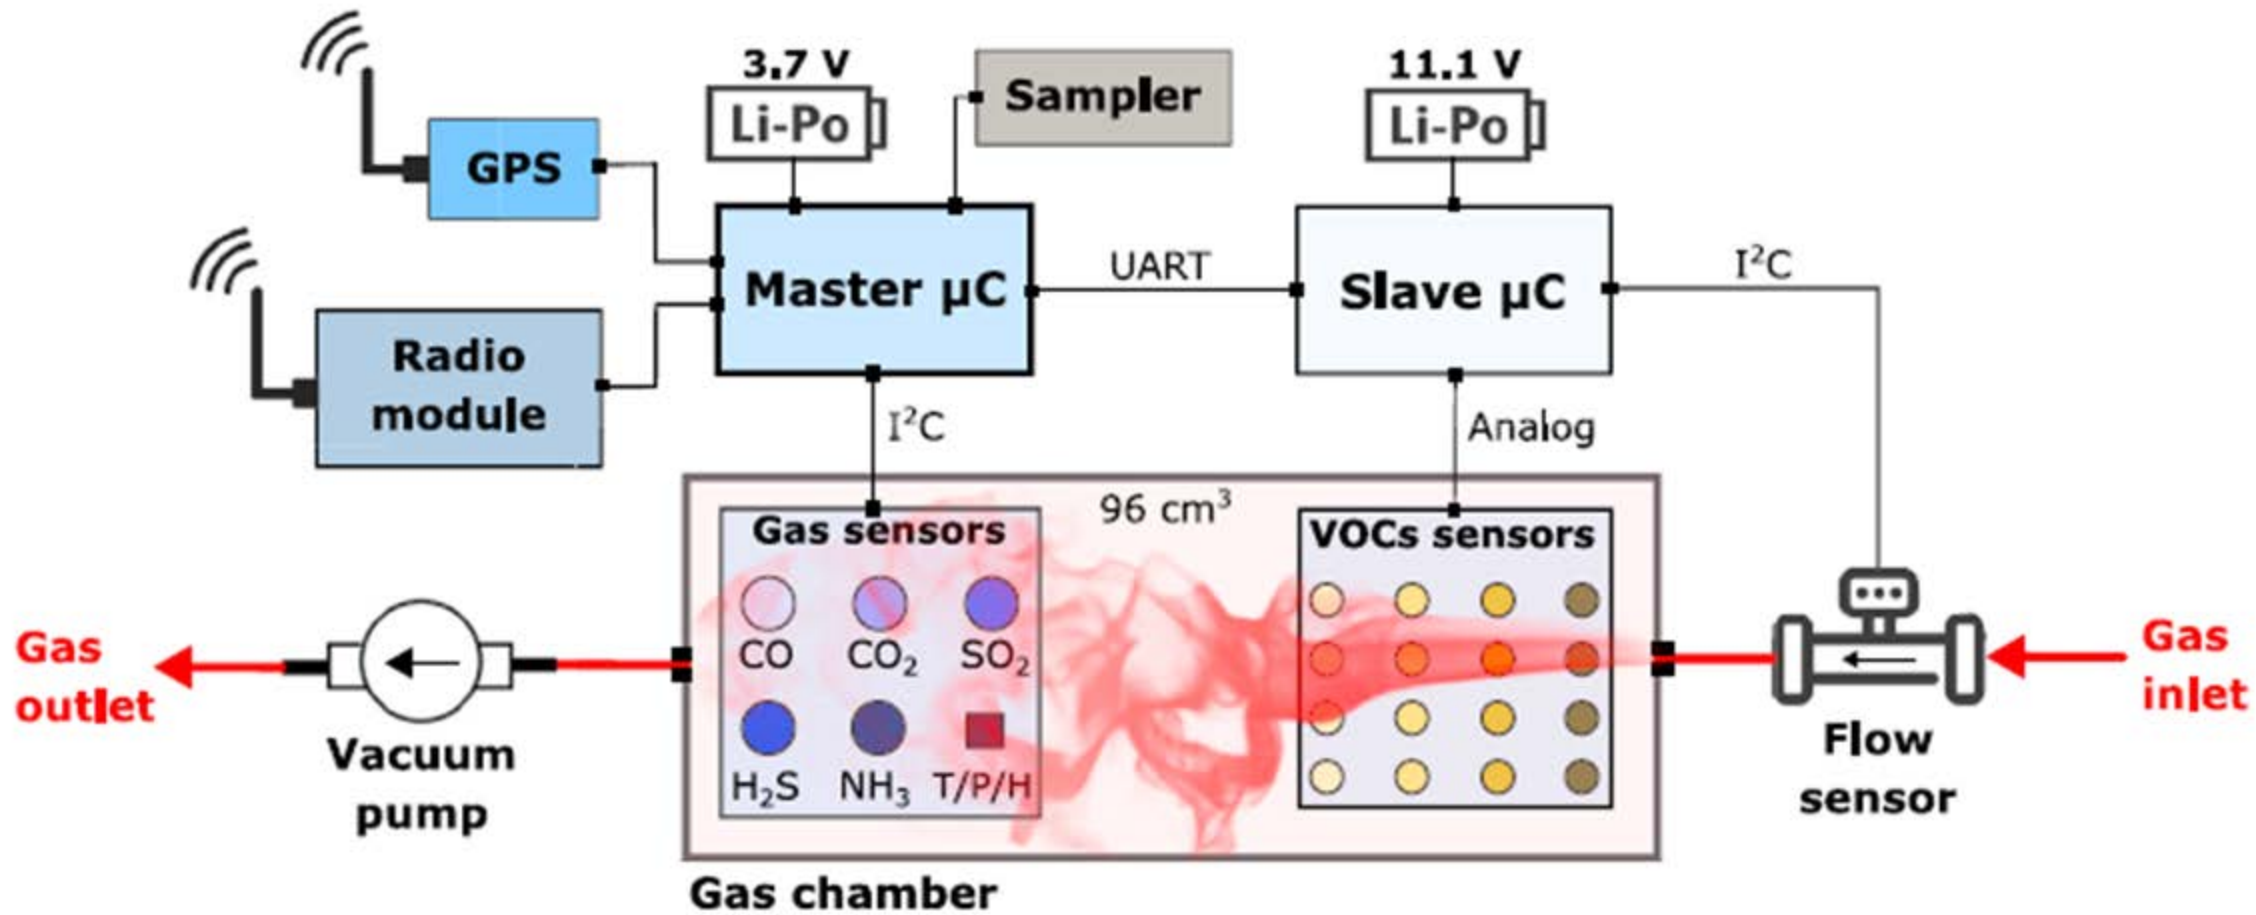 3.7 V
Li-Po
Sampler
11.1 V
Li-Po
GPS
Radio
module
Master μC
UART
Slave μC
I²C
I²C
Analog
96 cm³
Gas sensors
CO
CO₂
SO₂
H₂S
NH₃
T/P/H
VOCs sensors
Gas
outlet
Vacuum
pump
Gas chamber
Flow
sensor
Gas
inlet